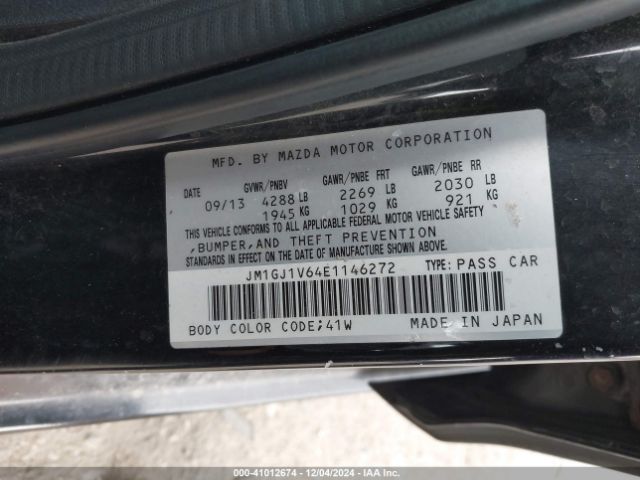 MFD. BY MAZDA MOTOR CORPORATION
DATE GVWR/PNBV GAWR/PNBE FRT GAWR/PNBE RR
09/13 4288 LB 2269 LB 2030 LB
1945 KG 1029 KG 921 KG
THIS VEHICLE CONFORMS TO ALL APPLICABLE FEDERAL MOTOR VEHICLE SAFETY
,BUMPER,AND THEFT PREVENTION
STANDARDS IN EFFECT ON THE DATE OF MANUFACTURE SHOWN ABOVE.
JM1GJ1V64E1146272 TYPE: PASS CAR
BODY COLOR CODE;41W MADE IN JAPAN
000-41012674 - 12/04/2024 - IAA Inc.